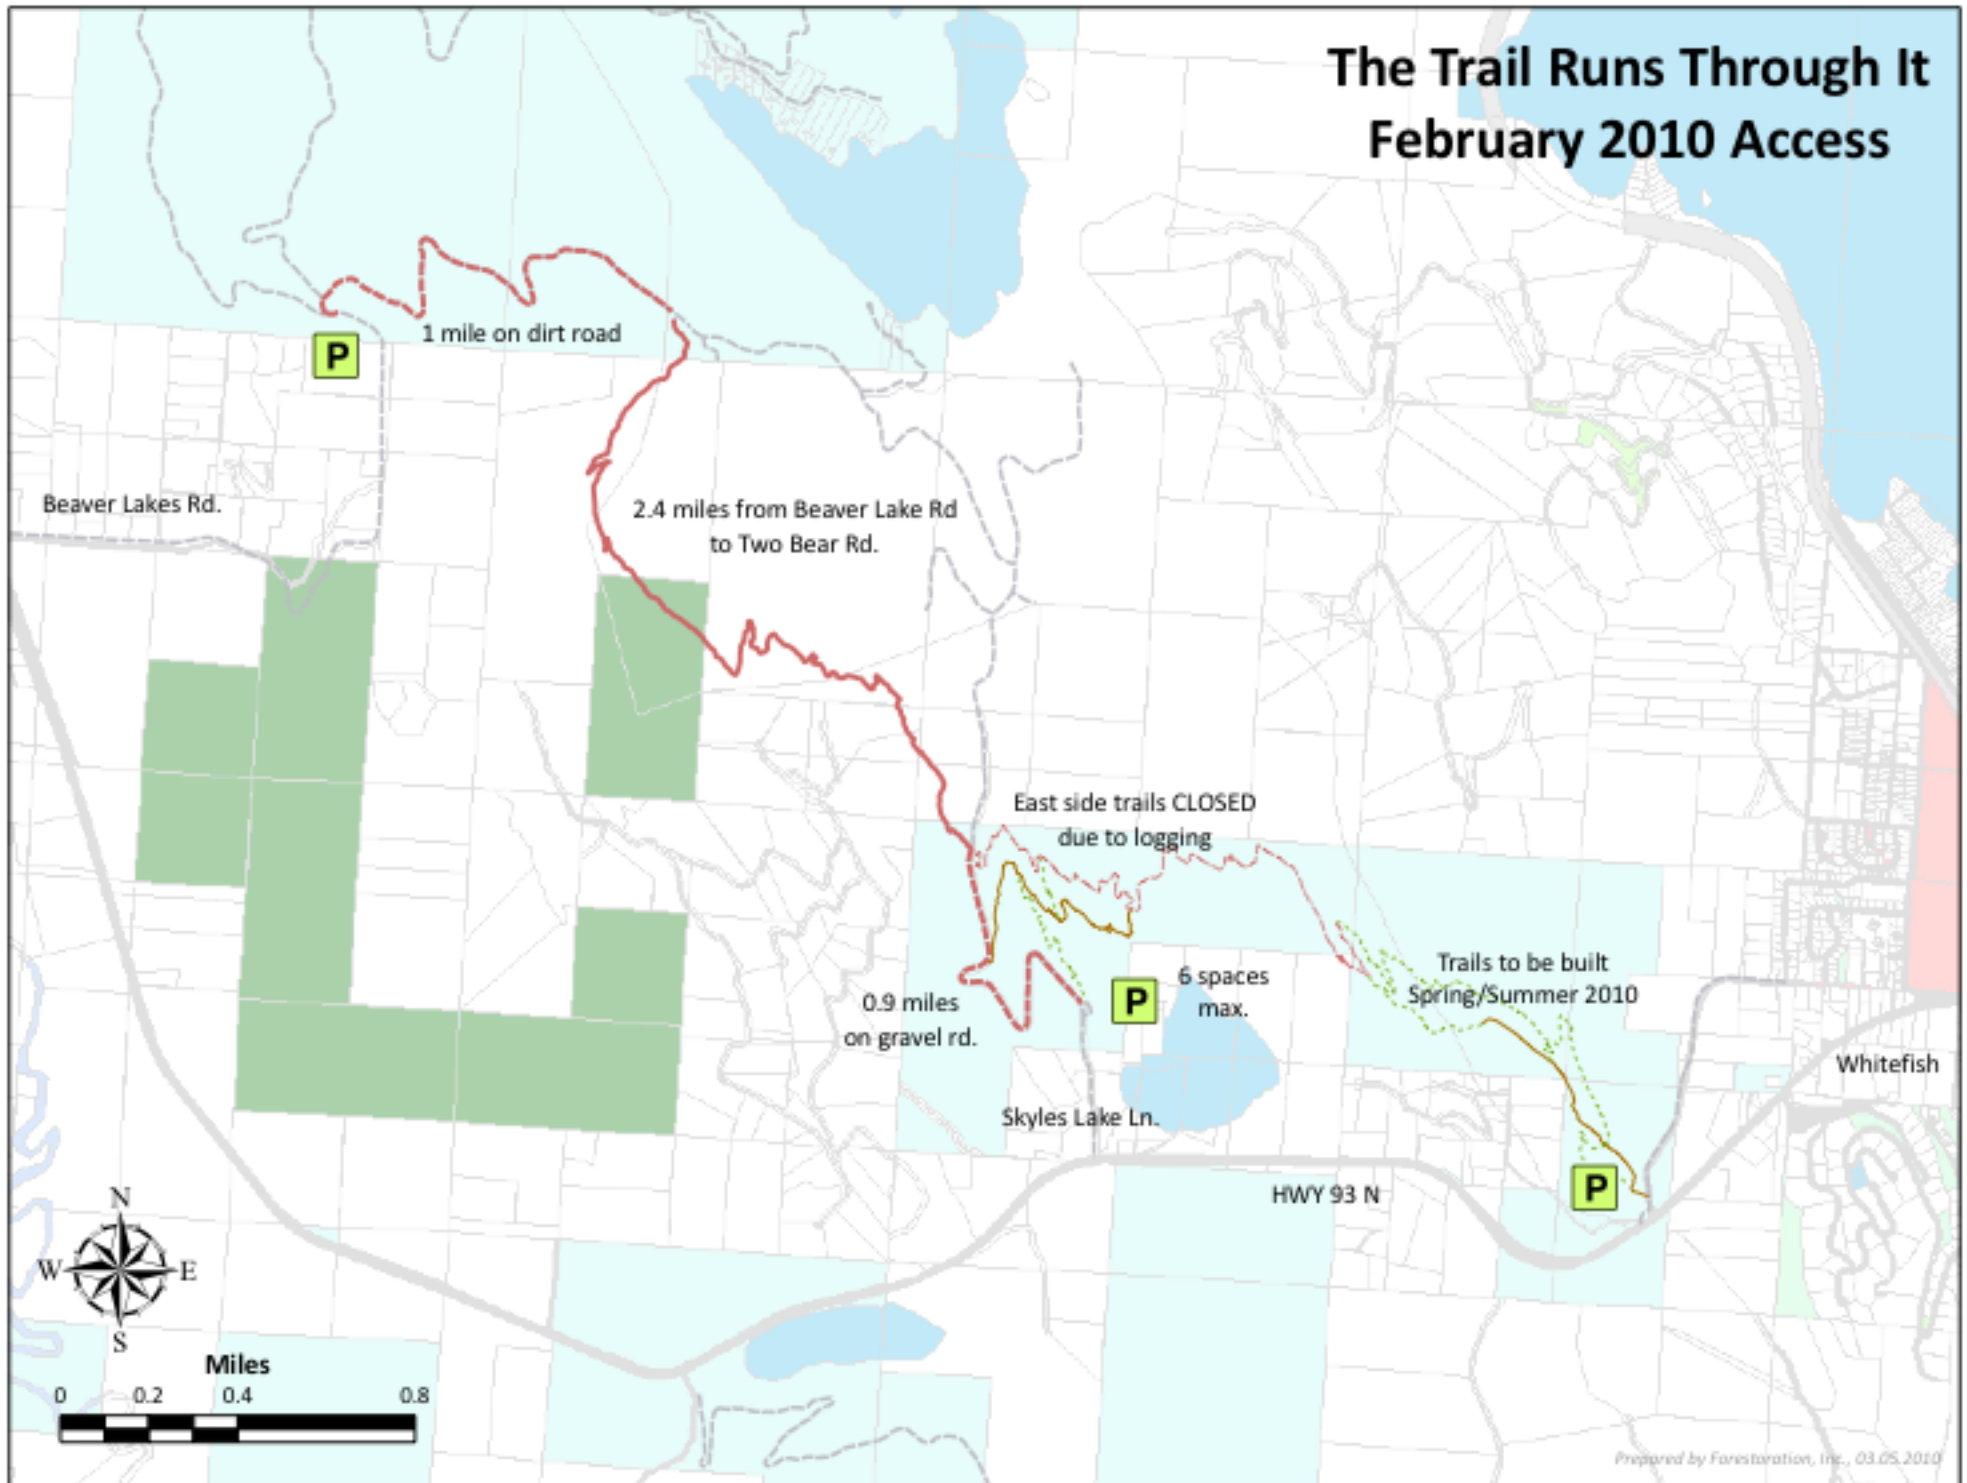 The Trail Runs Through It
February 2010 Access
P
1 mile on dirt road
Beaver Lakes Rd.
2.4 miles from Beaver Lake Rd
to Two Bear Rd.
East side trails CLOSED
due to logging
Trails to be built
Spring/Summer 2010
P
6 spaces
max.
0.9 miles
on gravel rd.
Whitefish
Skyles Lake Ln.
P
HWY 93 N
N
W
E
S
Miles
0 0.2 0.4 0.8
Prepared by Forestoration, Inc., 03.05.2010